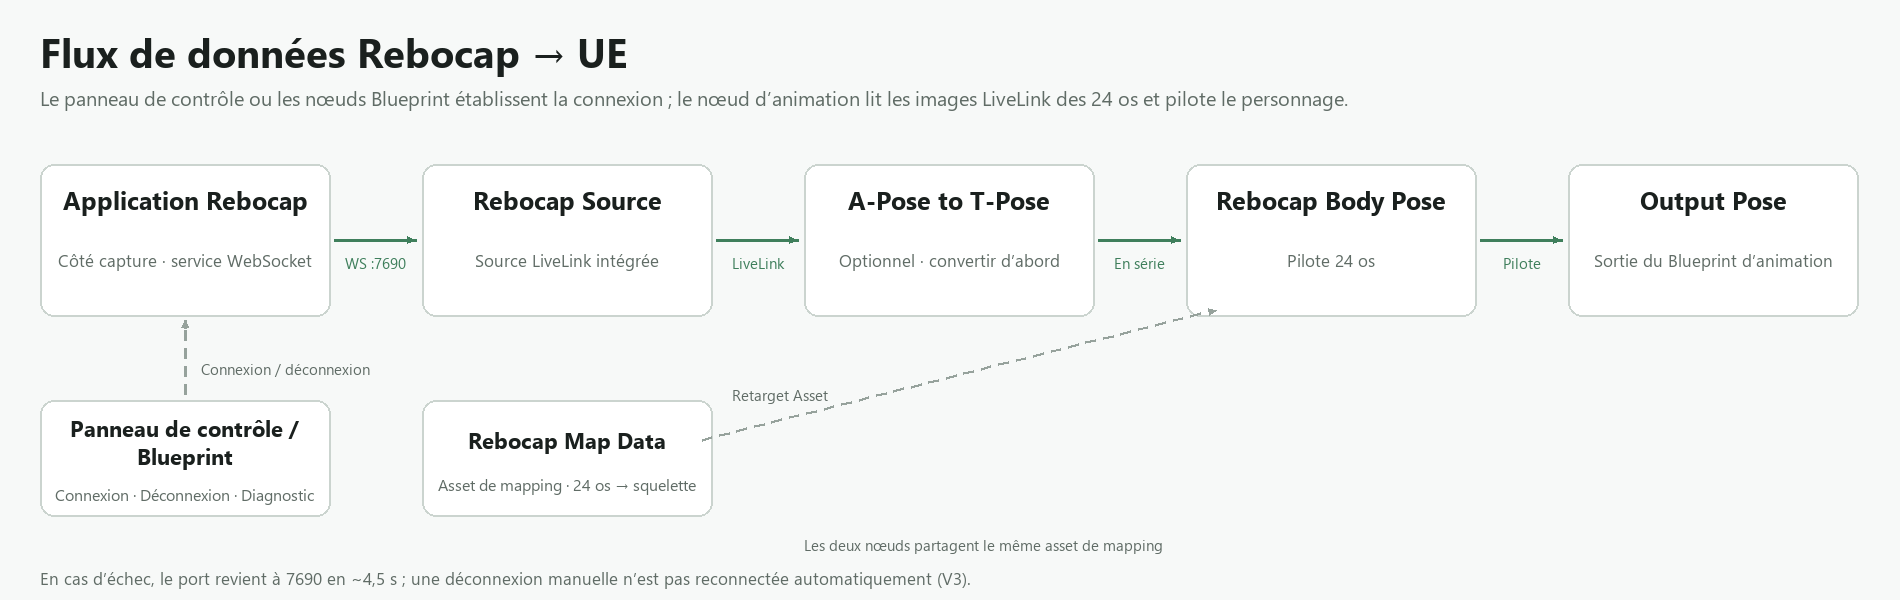 Flux de données Rebocap → UE
Le panneau de contrôle ou les nœuds Blueprint établissent la connexion ; le nœud d’animation lit les images LiveLink des 24 os et pilote le personnage.
Application Rebocap
Côté capture · service WebSocket
WS :7690
Rebocap Source
Source LiveLink intégrée
LiveLink
A-Pose to T-Pose
Optionnel · convertir d’abord
En série
Rebocap Body Pose
Pilote 24 os
Pilote
Output Pose
Sortie du Blueprint d’animation
Connexion / déconnexion
Retarget Asset
Panneau de contrôle /
Blueprint
Connexion · Déconnexion · Diagnostic
Rebocap Map Data
Asset de mapping · 24 os → squelette
Les deux nœuds partagent le même asset de mapping
En cas d’échec, le port revient à 7690 en ~4,5 s ; une déconnexion manuelle n’est pas reconnectée automatiquement (V3).